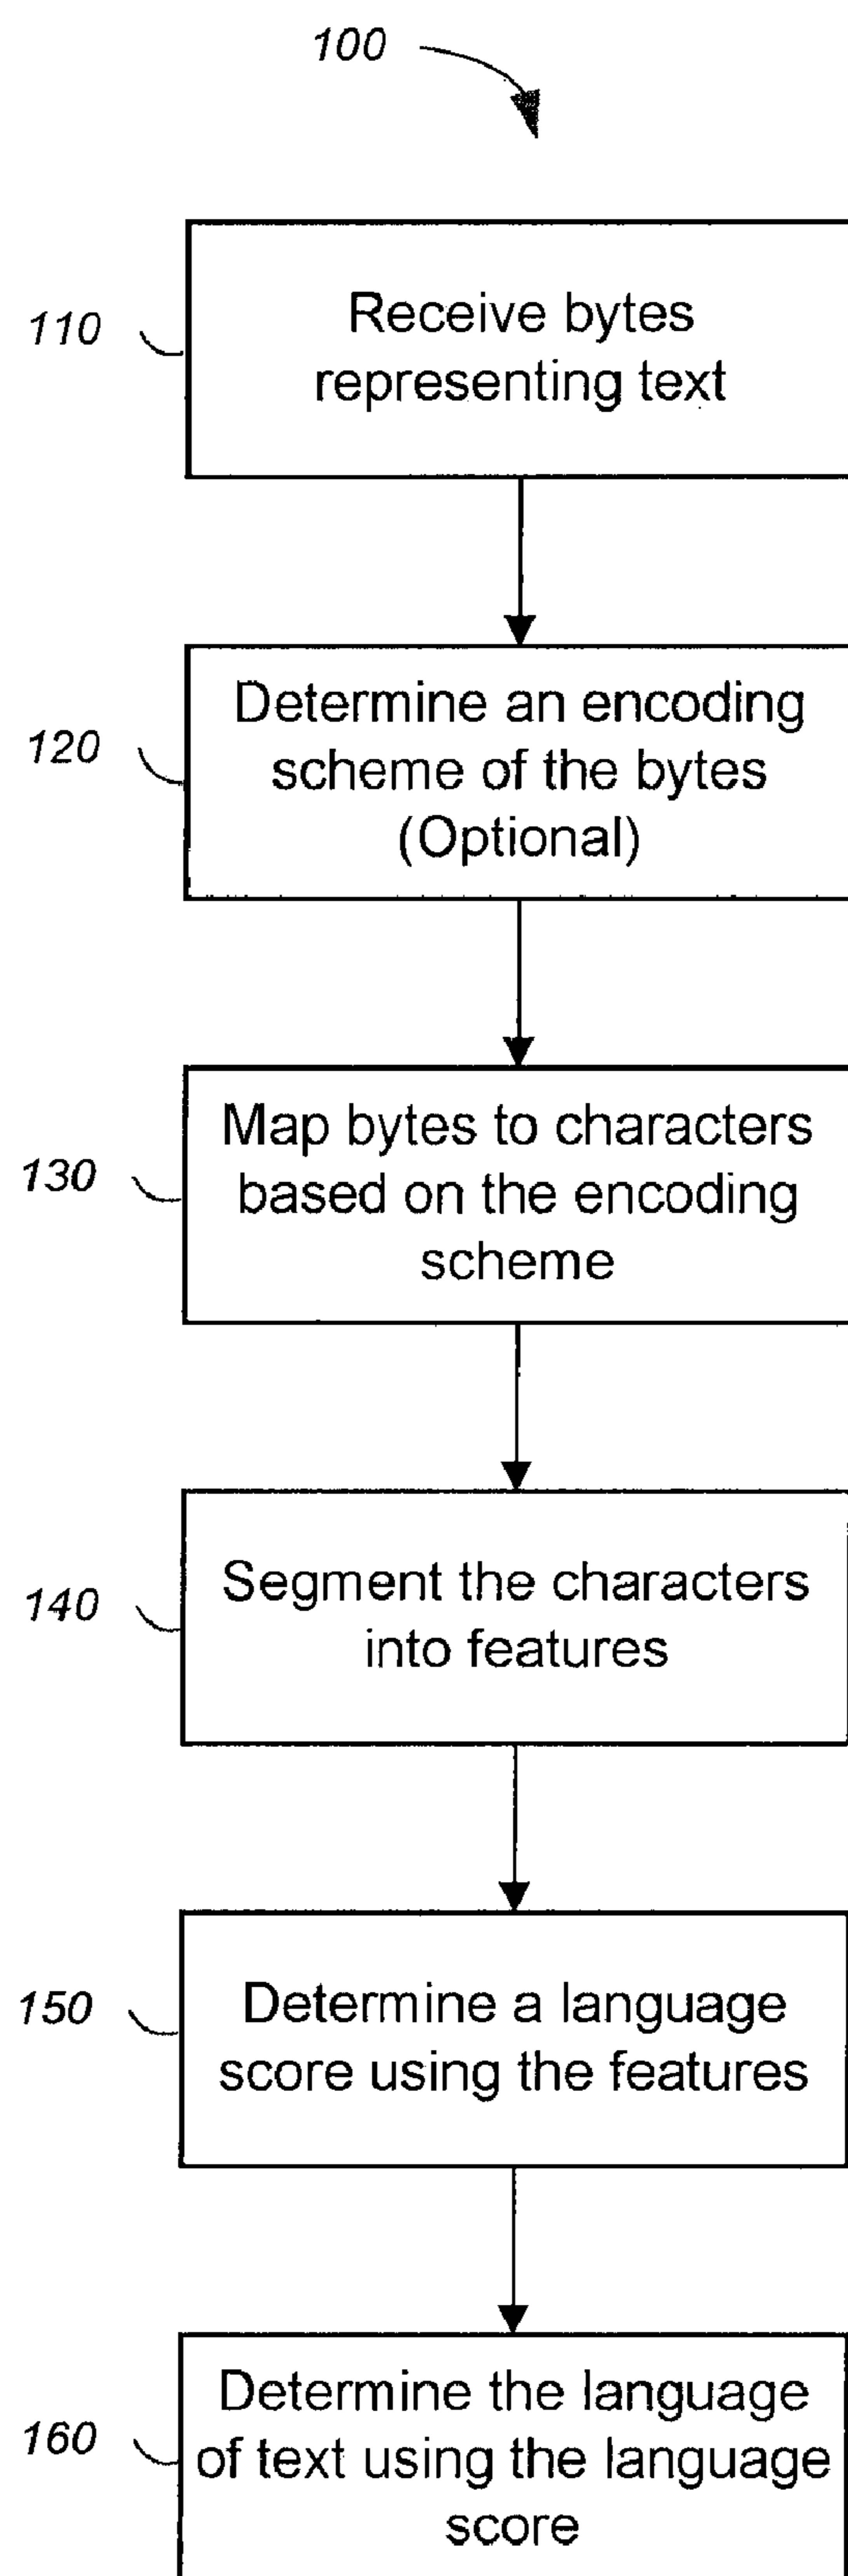 100
110
Receive bytes
representing text
120
Determine an encoding
scheme of the bytes
(Optional)
130
Map bytes to characters
based on the encoding
scheme
140
Segment the characters
into features
150
Determine a language
score using the features
160
Determine the language
of text using the language
score